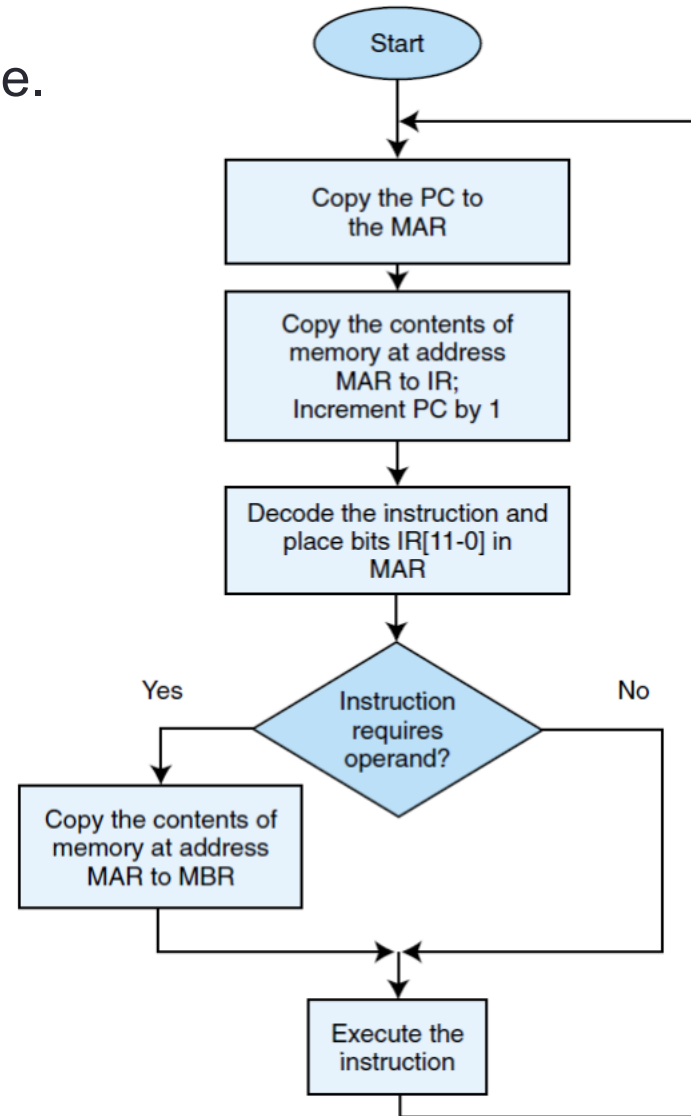 e.
Start
Copy the PC to
the MAR
Copy the contents of
memory at address
MAR to IR;
Increment PC by 1
Decode the instruction and
place bits IR[11-0] in
MAR
Yes
Instruction
requires
operand?
No
Copy the contents of
memory at address
MAR to MBR
Execute the
instruction